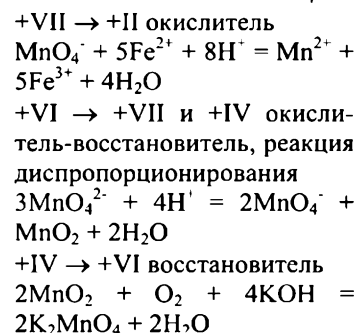 +VII → +II окислитель
MnO₄⁻ + 5Fe²⁺ + 8H⁺ = Mn²⁺ +
5Fe³⁺ + 4H₂O
+VI → +VII и +IV окисли-
тель-восстановитель, реакция
диспропорционирования
3MnO₄²⁻ + 4H⁺ = 2MnO₄⁻ +
MnO₂ + 2H₂O
+IV → +VI восстановитель
2MnO₂ + O₂ + 4KOH =
2K₂MnO₄ + 2H₂O